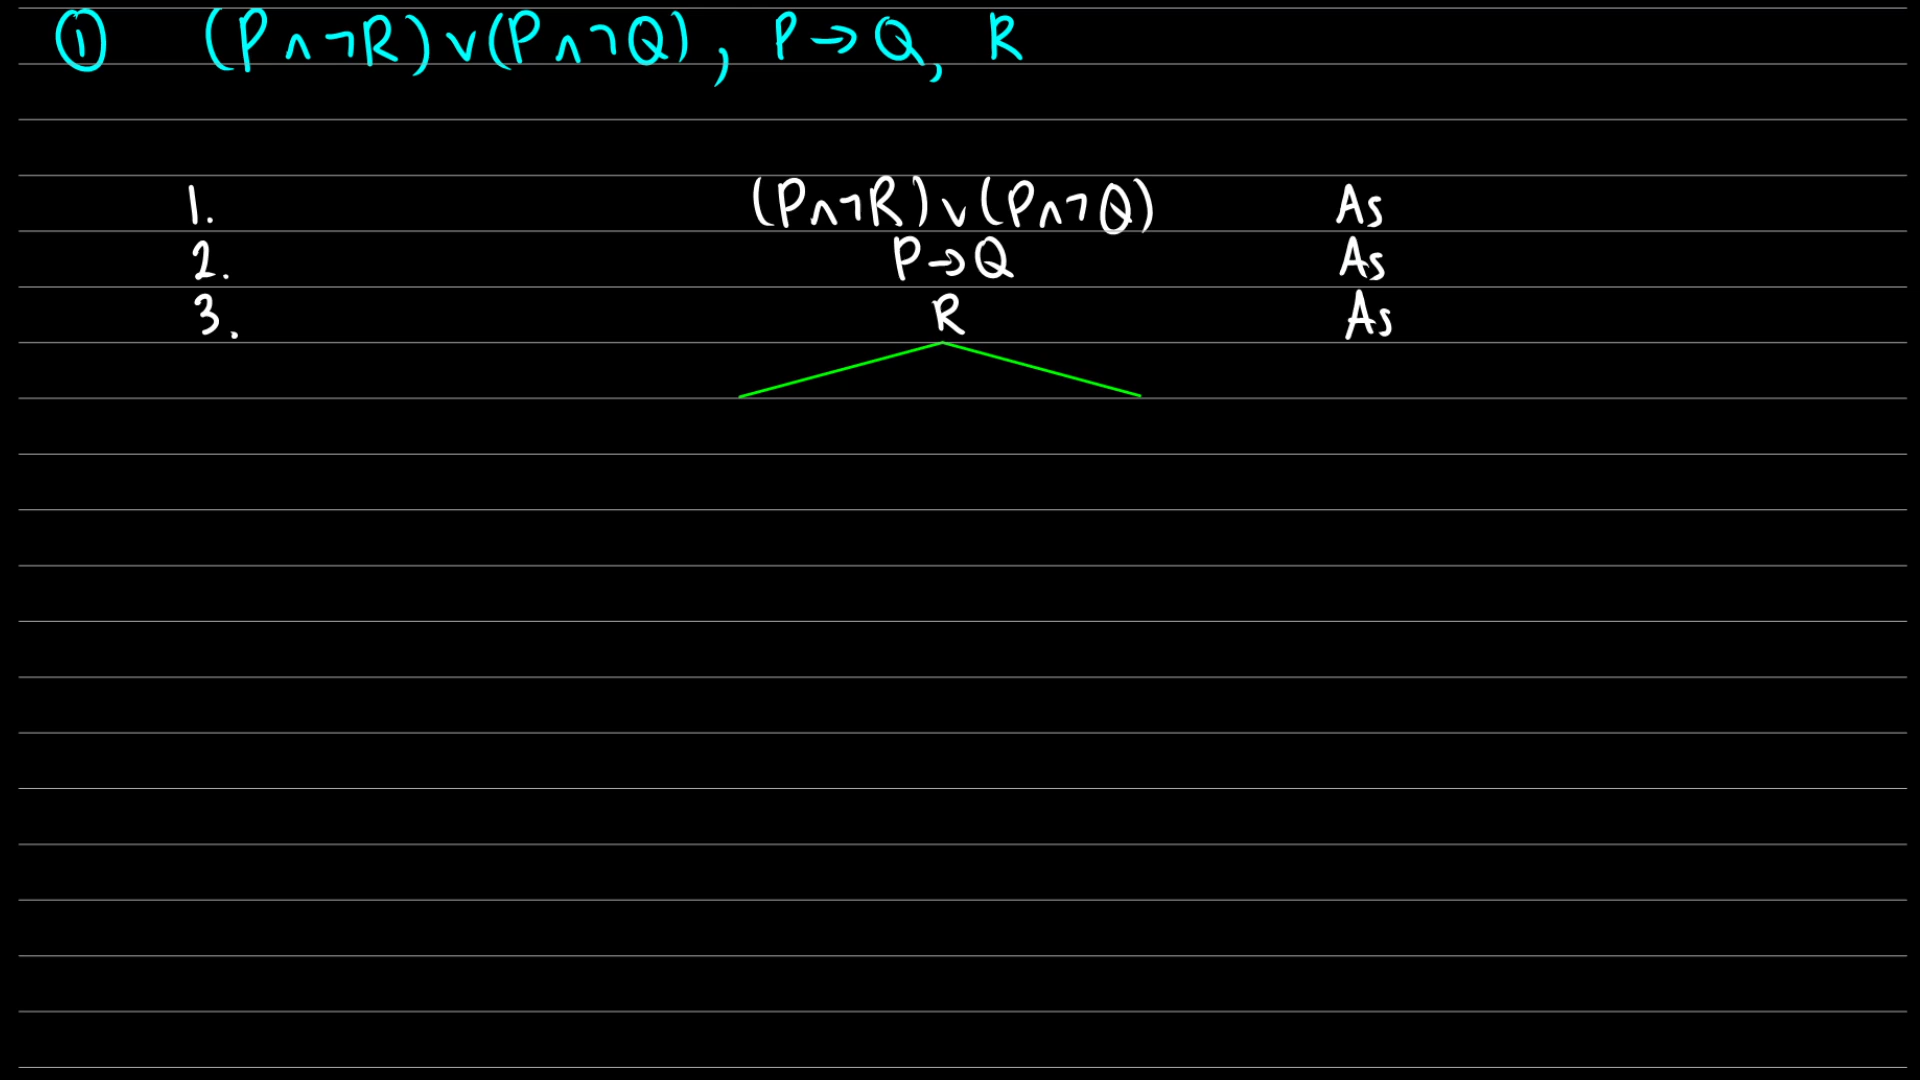 ① (P∧¬R)∨(P∧¬Q), P→Q, R
1. (P∧¬R)∨(P∧¬Q) As
2. P→Q As
3. R As